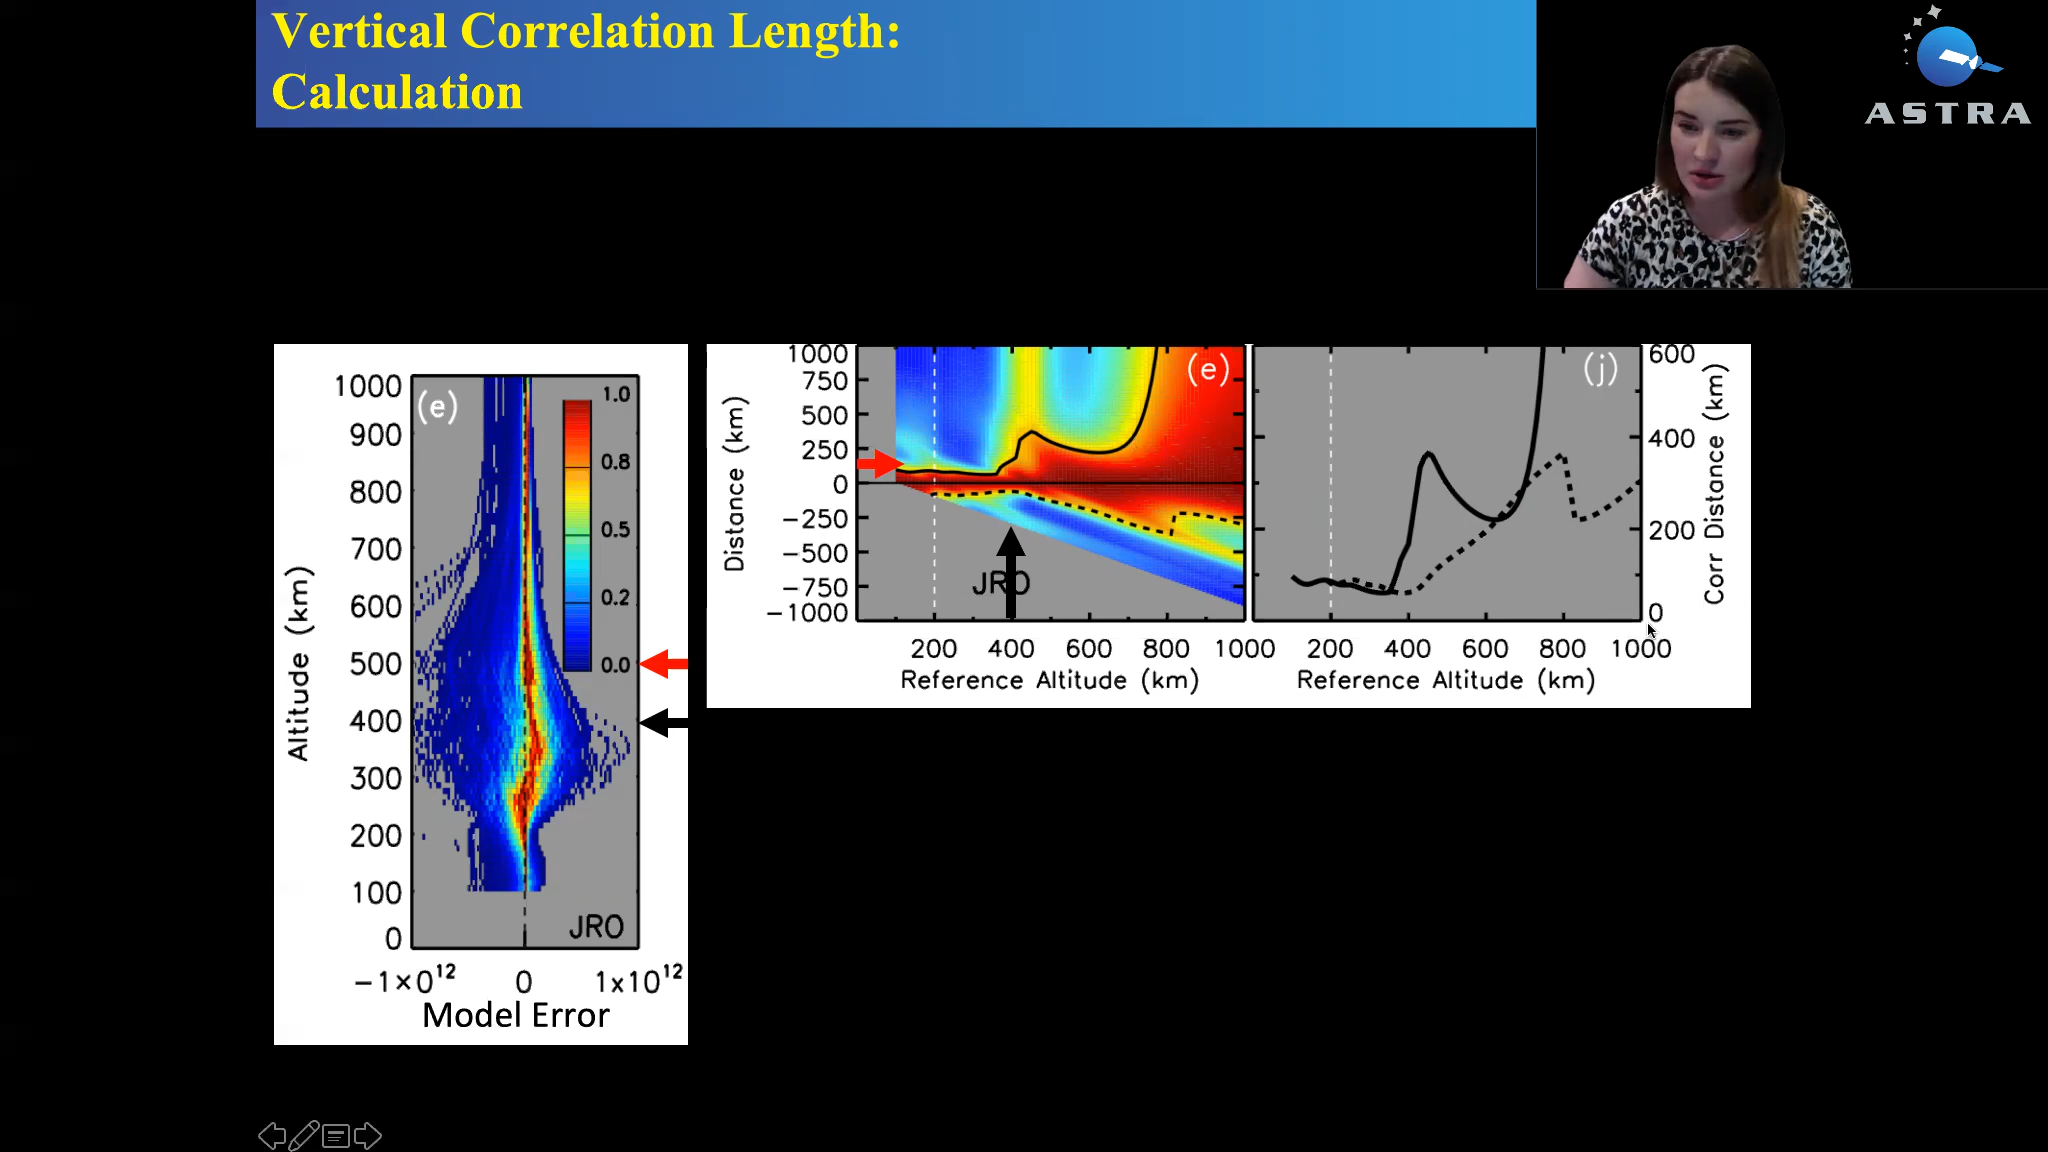 Vertical Correlation Length:
Calculation
ASTRA
1000
900
800
700
600
500
400
300
200
100
0
Altitude (km)
(e)
1.0
0.8
0.5
0.2
0.0
JRO
−1×0¹² 0 1x10¹²
Model Error
1000
750
500
250
0
−250
−500
−750
−1000
Distance (km)
(e)
JRO
200 400 600 800 1000
Reference Altitude (km)
(j)
200 400 600 800 1000
Reference Altitude (km)
600
400
200
0
Corr Distance (km)